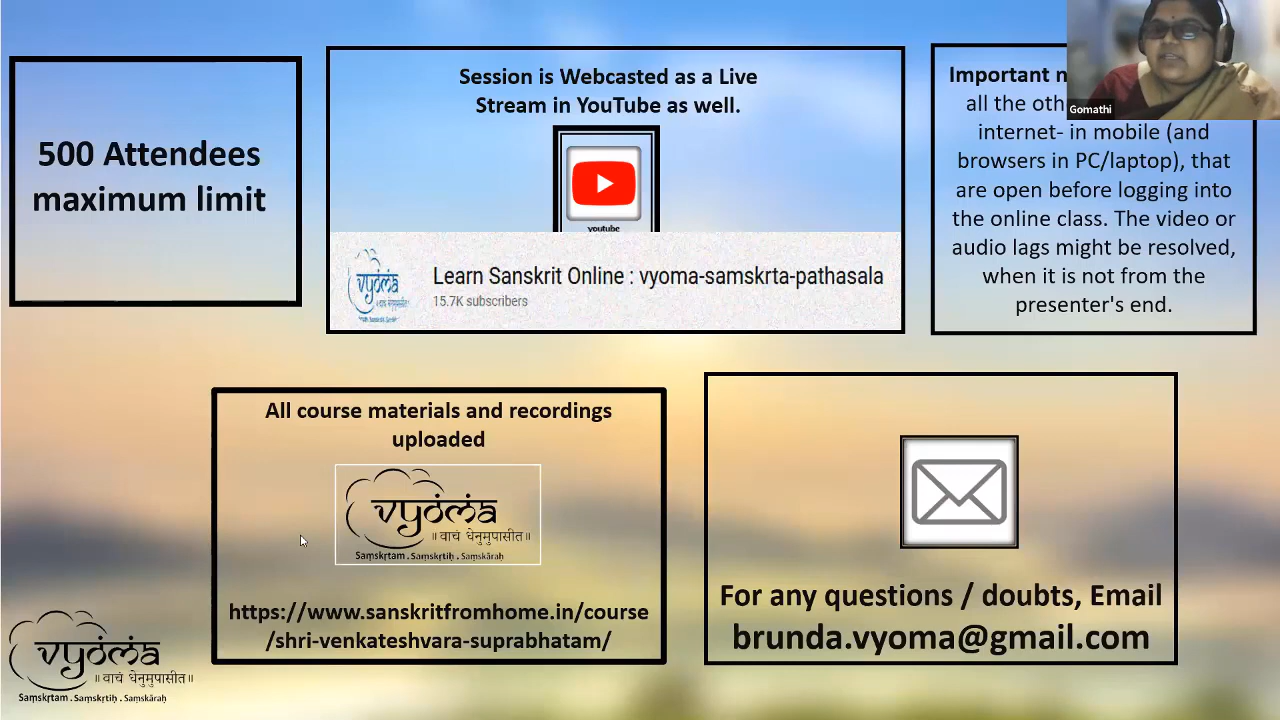 500 Attendees
maximum limit
Session is Webcasted as a Live
Stream in YouTube as well.
youtube
vyoma
Learn Sanskrit Online : vyoma-samskrta-pathasala
15.7K subscribers
Important
Gomathi
all the
internet- in mobile (and
browsers in PC/laptop), that
are open before logging into
the online class. The video or
audio lags might be resolved,
when it is not from the
presenter's end.
All course materials and recordings
uploaded
vyoma
॥ वाचं धेनुमुपासीत ॥
Saṃskṛtam . Saṃskṛtiḥ . Saṃskāraḥ
https://www.sanskritfromhome.in/course
/shri-venkateshvara-suprabhatam/
For any questions / doubts, Email
brunda.vyoma@gmail.com
vyoma
॥ वाचं धेनुमुपासीत ॥
Saṃskṛtam . Saṃskṛtiḥ . Saṃskāraḥ